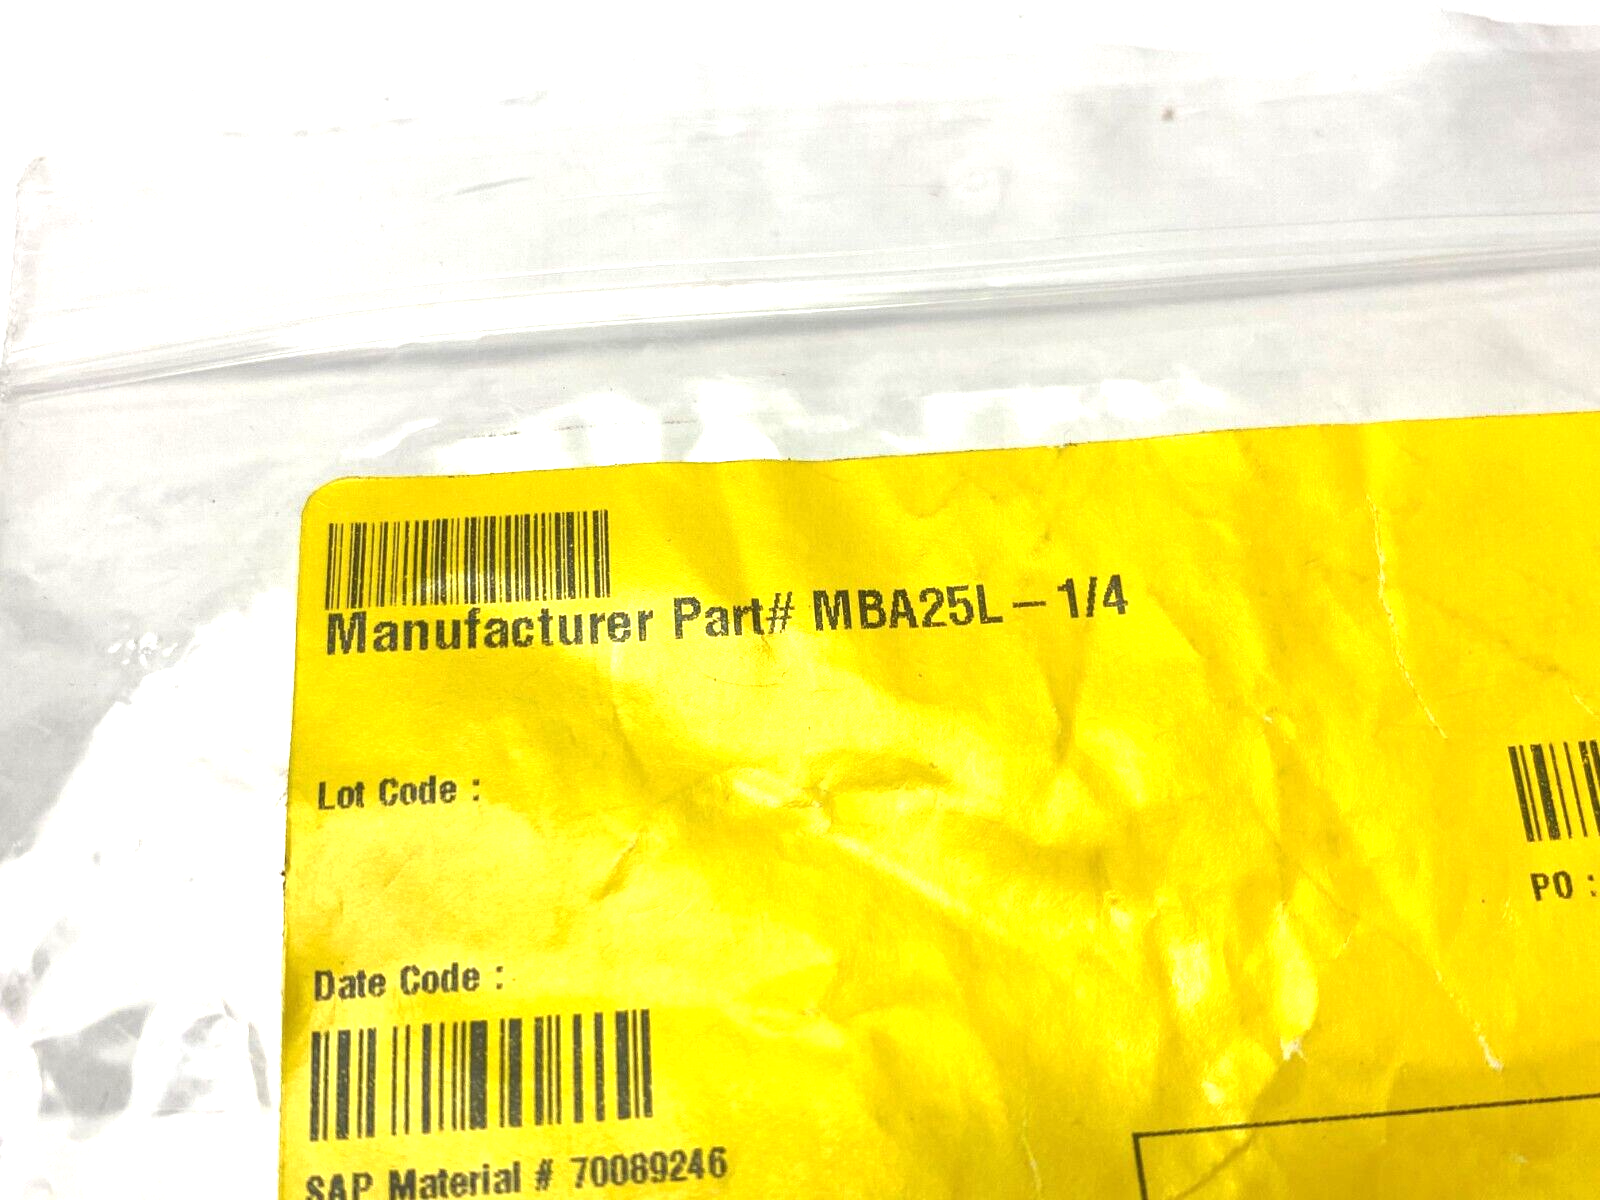 Manufacturer Part# MBA25L – 1/4
Lot Code :
PO :
Date Code :
SAP Material # 70089246